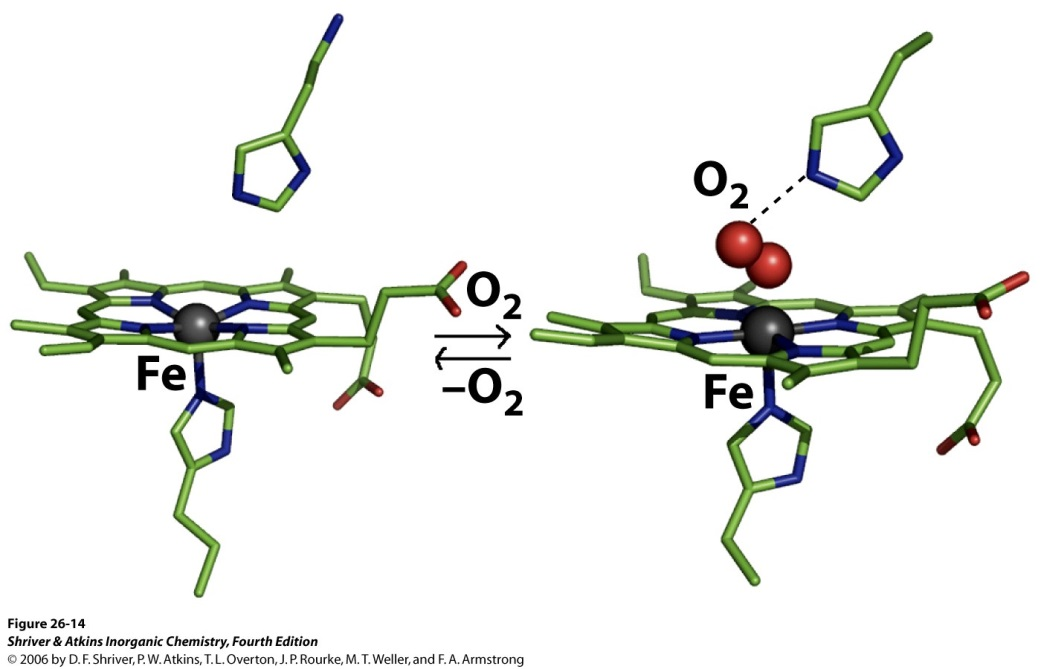 O2
O2
–O2
Fe
Fe
Figure 26-14
Shriver & Atkins Inorganic Chemistry, Fourth Edition
© 2006 by D. F. Shriver, P. W. Atkins, T. L. Overton, J. P. Rourke, M. T. Weller, and F. A. Armstrong